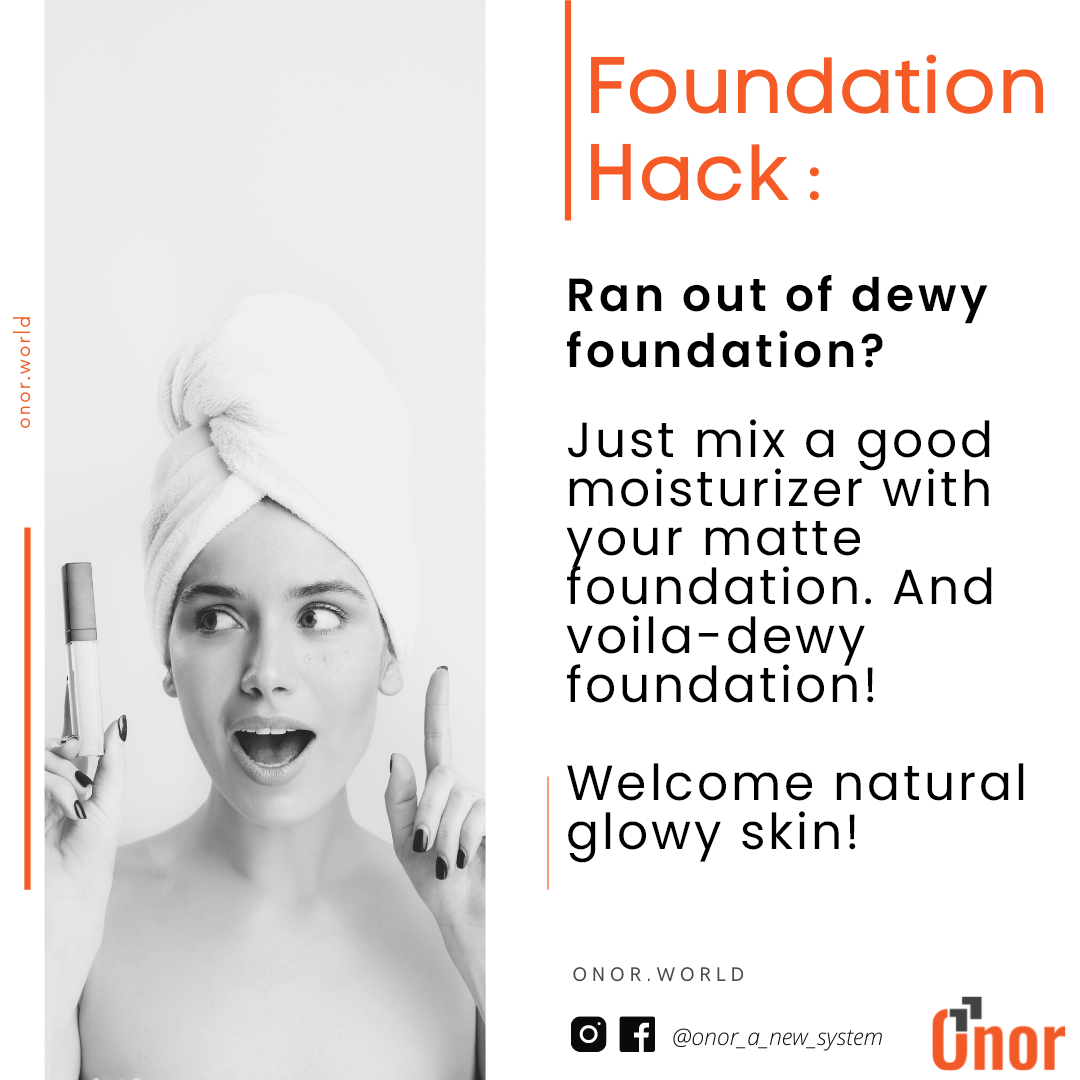 Foundation
Hack :
Ran out of dewy
foundation?
Just mix a good
moisturizer with
your matte
foundation. And
voila-dewy
foundation!
Welcome natural
glowy skin!
onor.world
ONOR.WORLD
@onor_a_new_system
Onor